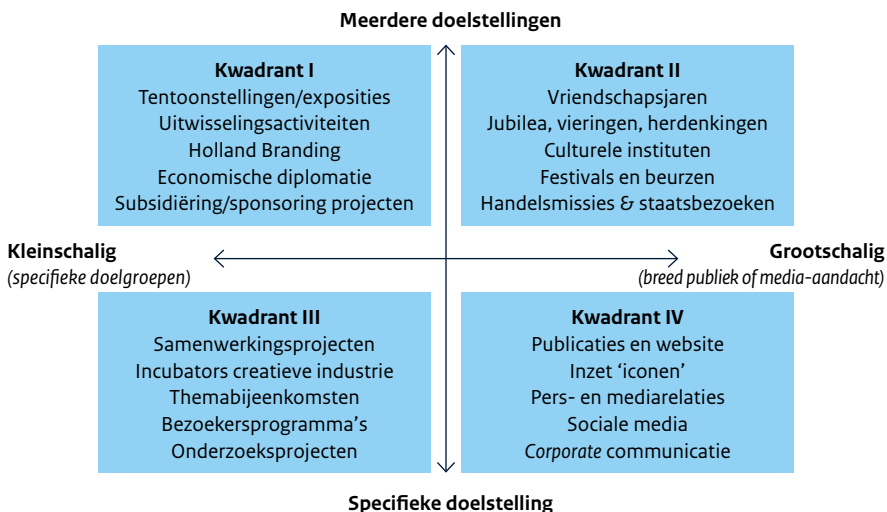 Meerdere doelstellingen
Kwadrant I
Tentoonstellingen/exposities
Uitwisselingsactiviteiten
Holland Branding
Economische diplomatie
Subsidiëring/sponsoring projecten
Kwadrant II
Vriendschapsjaren
Jubilea, vieringen, herdenkingen
Culturele instituten
Festivals en beurzen
Handelsmissies & staatsbezoeken
Kleinschalig
(specifieke doelgroepen)
Grootschalig
(breed publiek of media-aandacht)
Kwadrant III
Samenwerkingsprojecten
Incubators creatieve industrie
Themabijeenkomsten
Bezoekersprogramma’s
Onderzoeksprojecten
Kwadrant IV
Publicaties en website
Inzet ‘iconen’
Pers- en mediarelaties
Sociale media
Corporate communicatie
Specifieke doelstelling